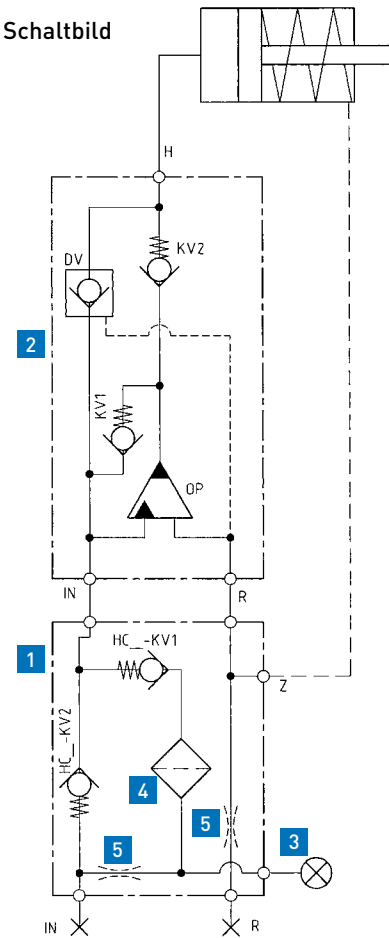 Schaltbild
H
DV
KV2
2
KV1
OP
IN
R
1
HC_-KV1
Z
HC_-KV2
4
5
5
3
IN
R